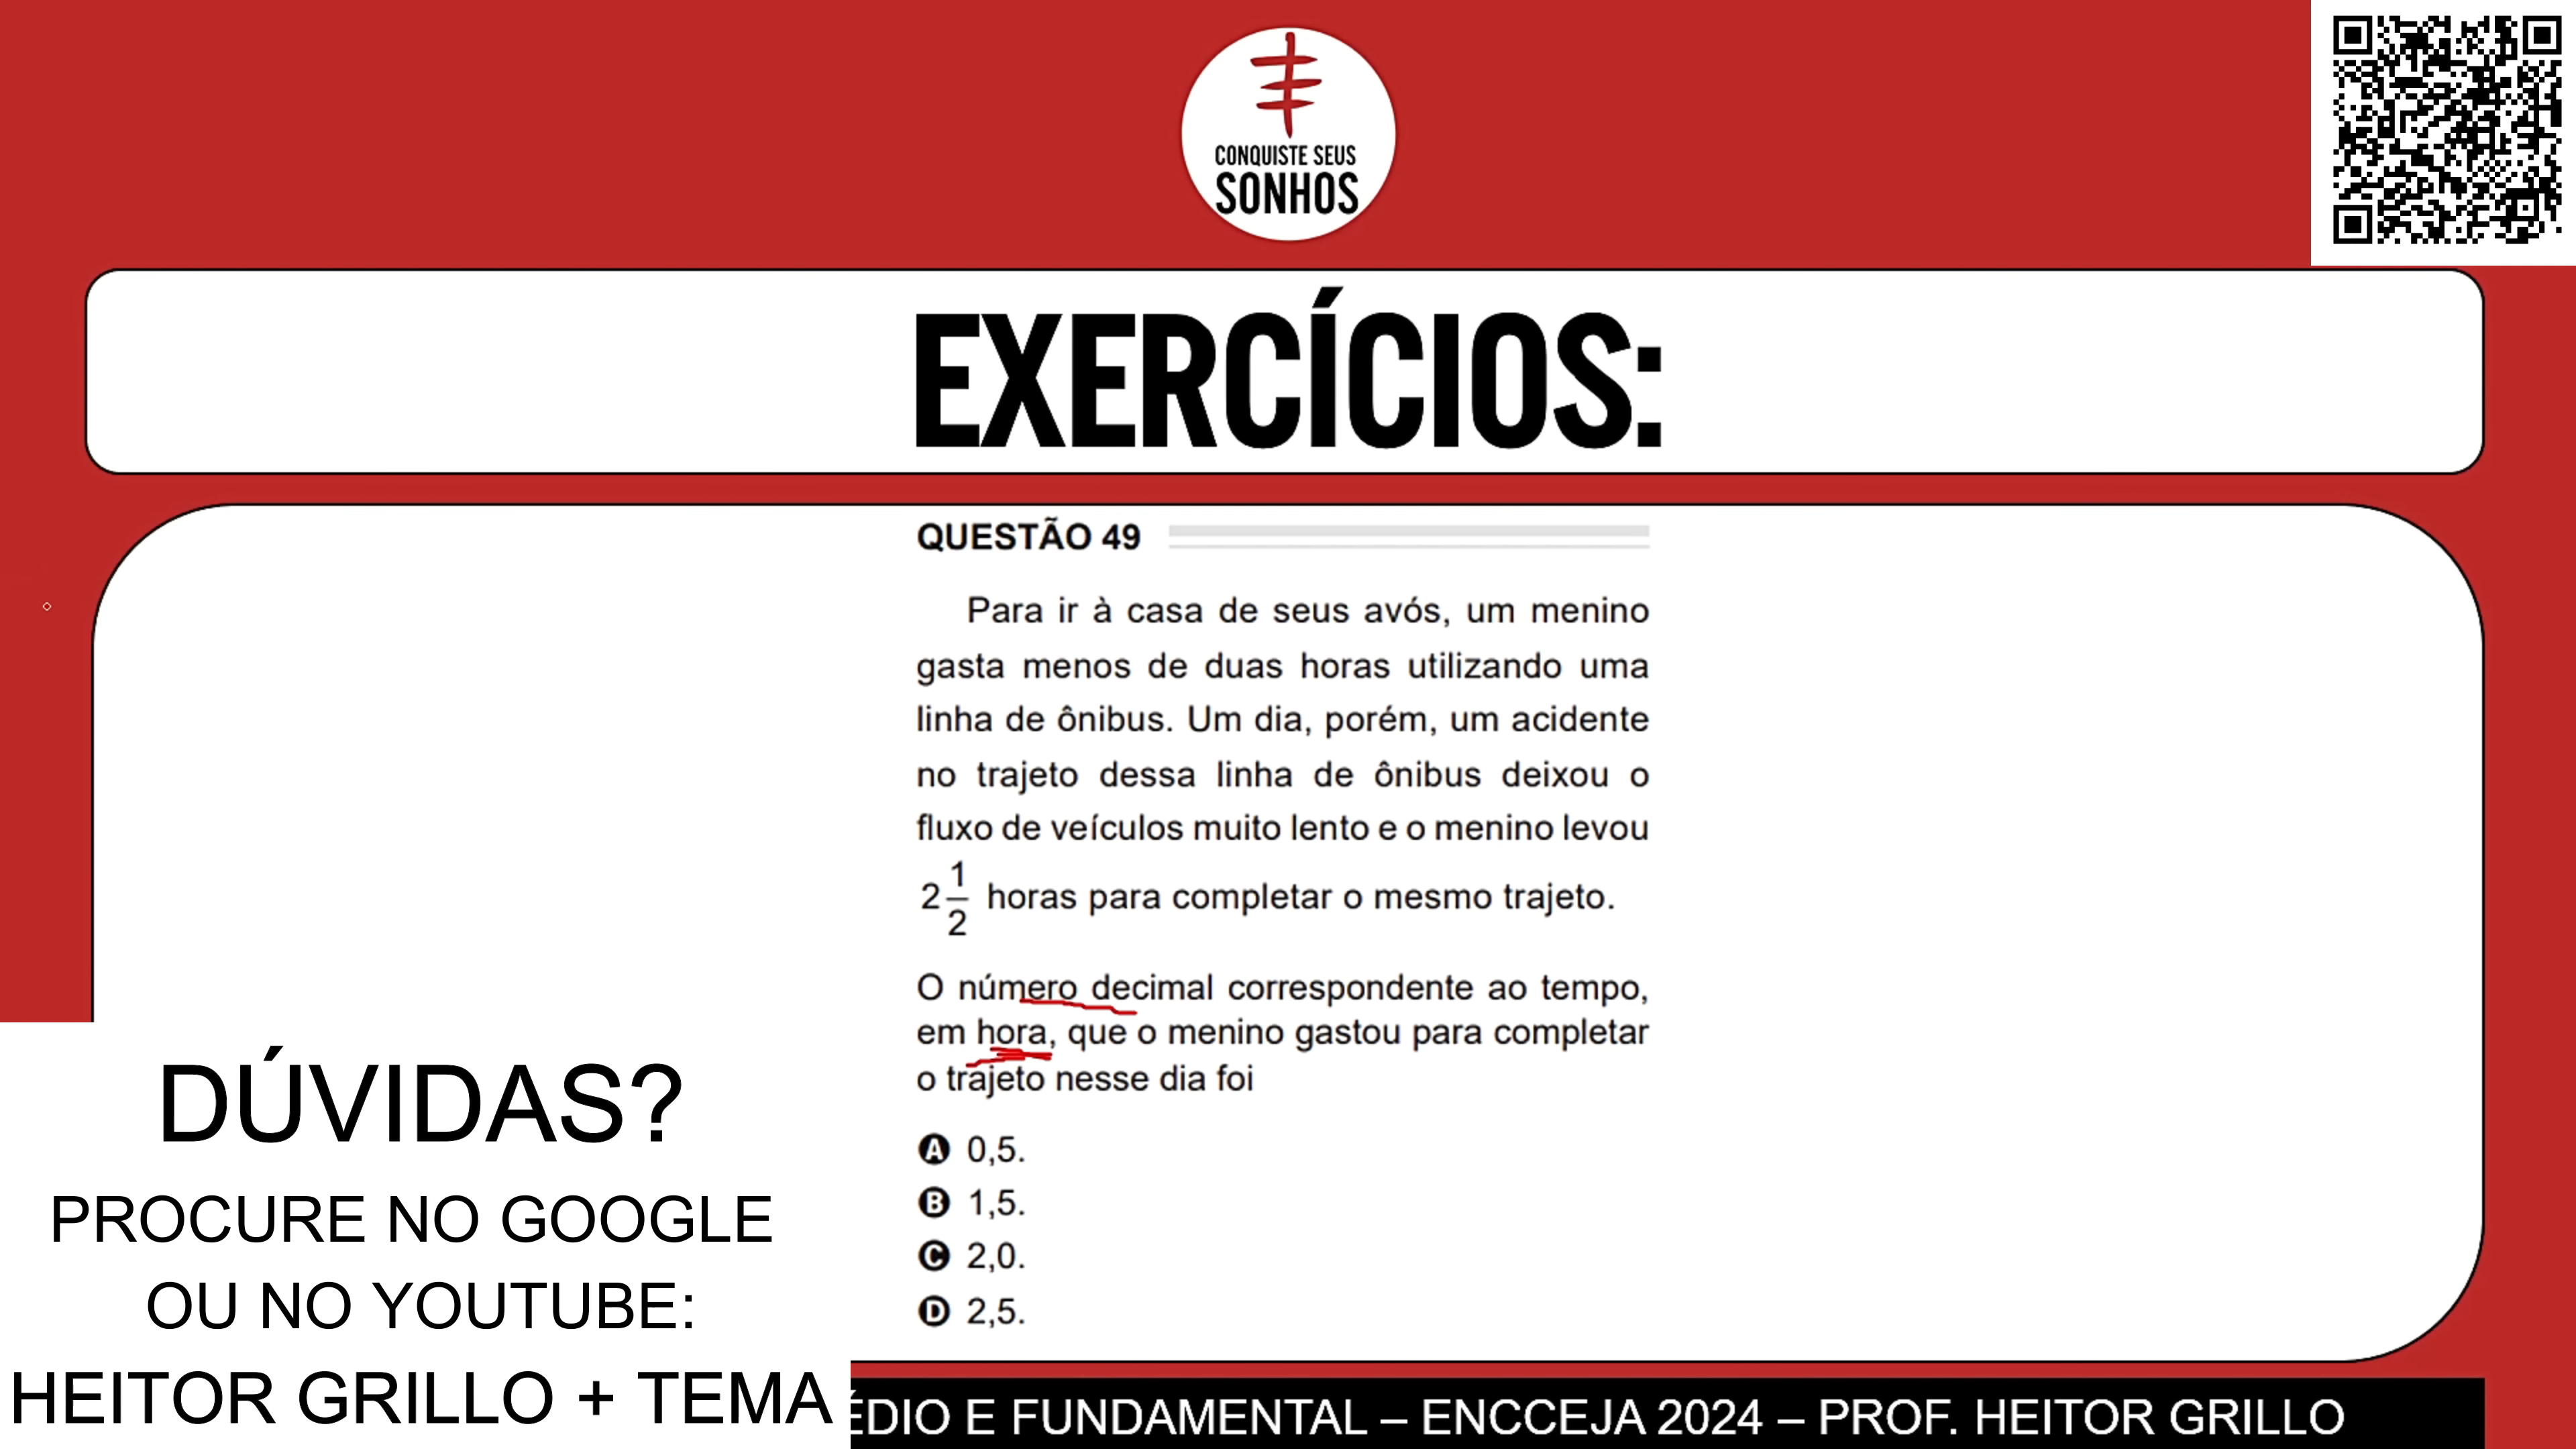 CONQUISTE SEUS
SONHOS
EXERCÍCIOS:
QUESTÃO 49
Para ir à casa de seus avós, um menino
gasta menos de duas horas utilizando uma
linha de ônibus. Um dia, porém, um acidente
no trajeto dessa linha de ônibus deixou o
fluxo de veículos muito lento e o menino levou
2 1/2 horas para completar o mesmo trajeto.
O número decimal correspondente ao tempo,
em hora, que o menino gastou para completar
o trajeto nesse dia foi
A 0,5.
B 1,5.
C 2,0.
D 2,5.
DÚVIDAS?
PROCURE NO GOOGLE
OU NO YOUTUBE:
HEITOR GRILLO + TEMA
ÉDIO E FUNDAMENTAL – ENCCEJA 2024 – PROF. HEITOR GRILLO